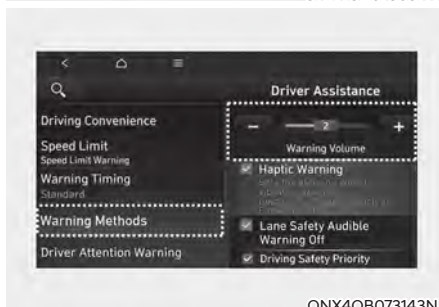 Driver Assistance
Driving Convenience
Speed Limit
Speed Limit Warning
Warning Timing
Standard
Warning Methods
Driver Attention Warning
- 2 +
Warning Volume
Haptic Warning
Lane Safety Audible
Warning Off
Driving Safety Priority
ONX4OB073143N